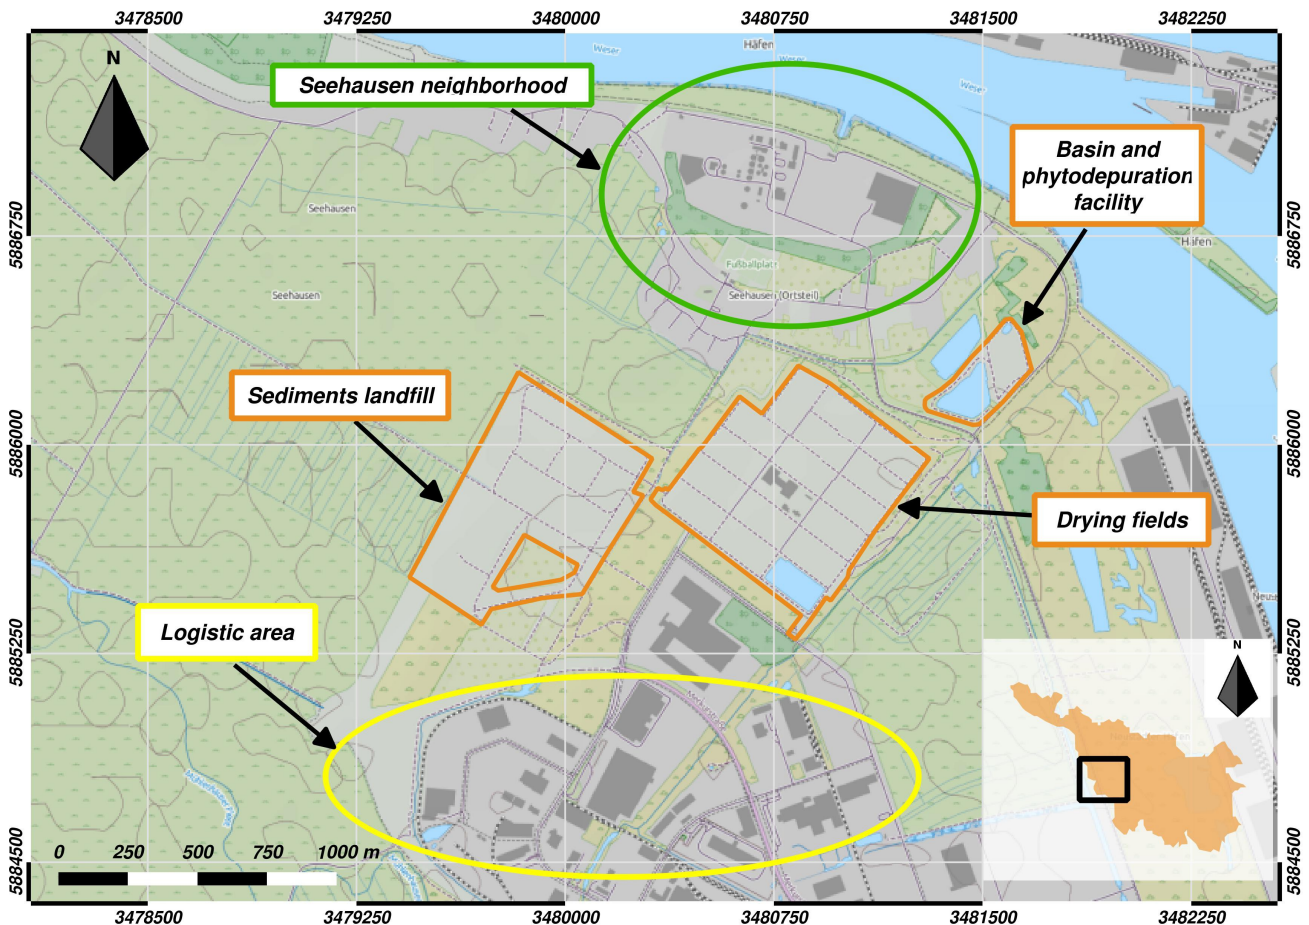 3478500 3479250 3480000 3480750 3481500 3482250
N
Weser
Häfen
Weser
Weser
Seehausen neighborhood
Basin and
phytodepuration
facility
5886750
Seehausen
5886750
Häfen
Fußballplatz
Seehausen
Seehausen (Ortsteil)
Sediments landfill
5886000
5886000
Drying fields
Logistic area
5885250
5885250
N
0 250 500 750 1000 m
5884500
5884500
3478500 3479250 3480000 3480750 3481500 3482250